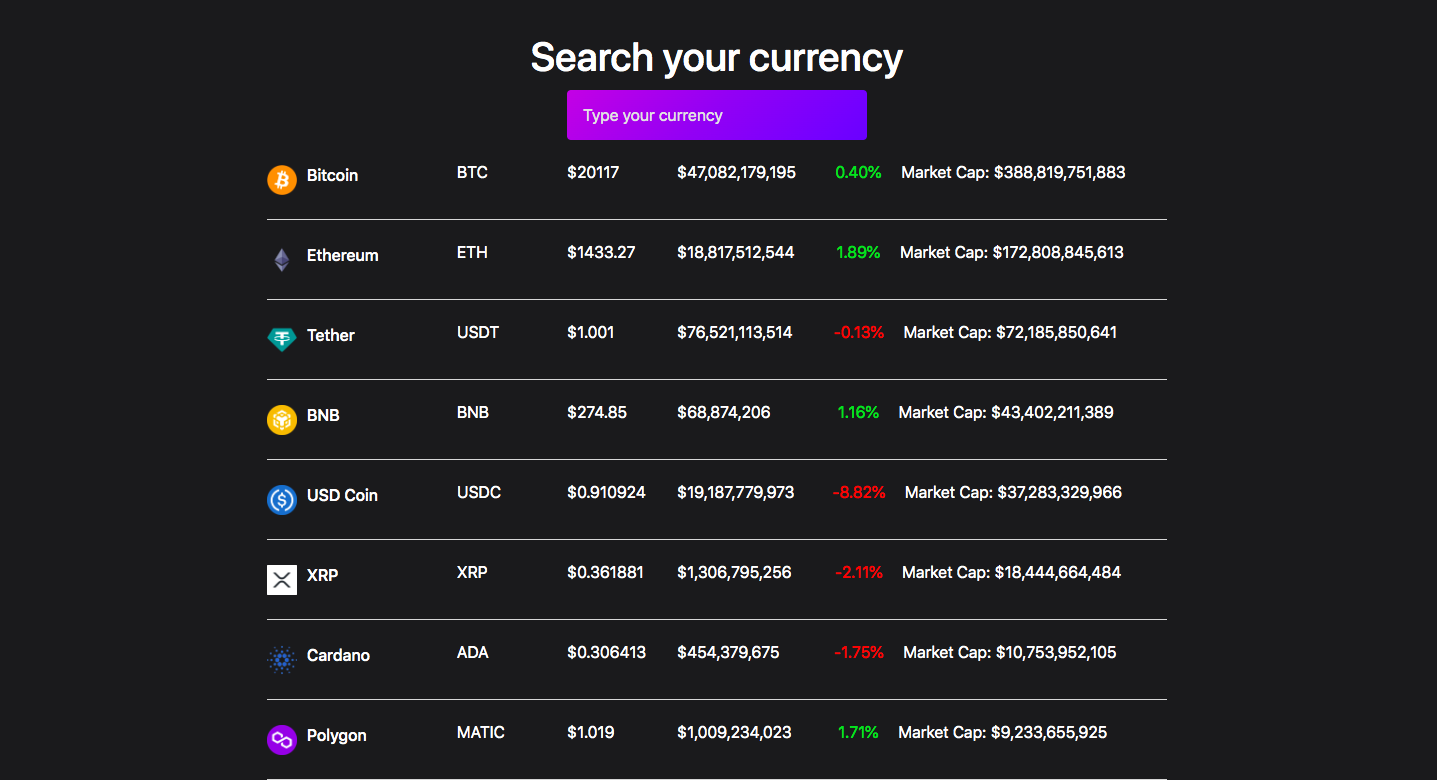 Search your currency
Type your currency
Bitcoin BTC $20117 $47,082,179,195 0.40% Market Cap: $388,819,751,883
Ethereum ETH $1433.27 $18,817,512,544 1.89% Market Cap: $172,808,845,613
Tether USDT $1.001 $76,521,113,514 -0.13% Market Cap: $72,185,850,641
BNB BNB $274.85 $68,874,206 1.16% Market Cap: $43,402,211,389
USD Coin USDC $0.910924 $19,187,779,973 -8.82% Market Cap: $37,283,329,966
XRP XRP $0.361881 $1,306,795,256 -2.11% Market Cap: $18,444,664,484
Cardano ADA $0.306413 $454,379,675 -1.75% Market Cap: $10,753,952,105
Polygon MATIC $1.019 $1,009,234,023 1.71% Market Cap: $9,233,655,925